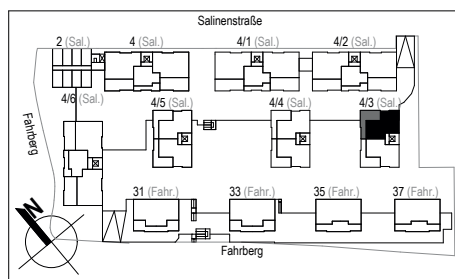 Salinenstraße
2 (Sal.) 4 (Sal.) 4/1 (Sal.) 4/2 (Sal.)
4/6 (Sal.) 4/5 (Sal.) 4/4 (Sal.) 4/3 (Sal.)
Fahrberg
31 (Fahr.) 33 (Fahr.) 35 (Fahr.) 37 (Fahr.)
N
Fahrberg